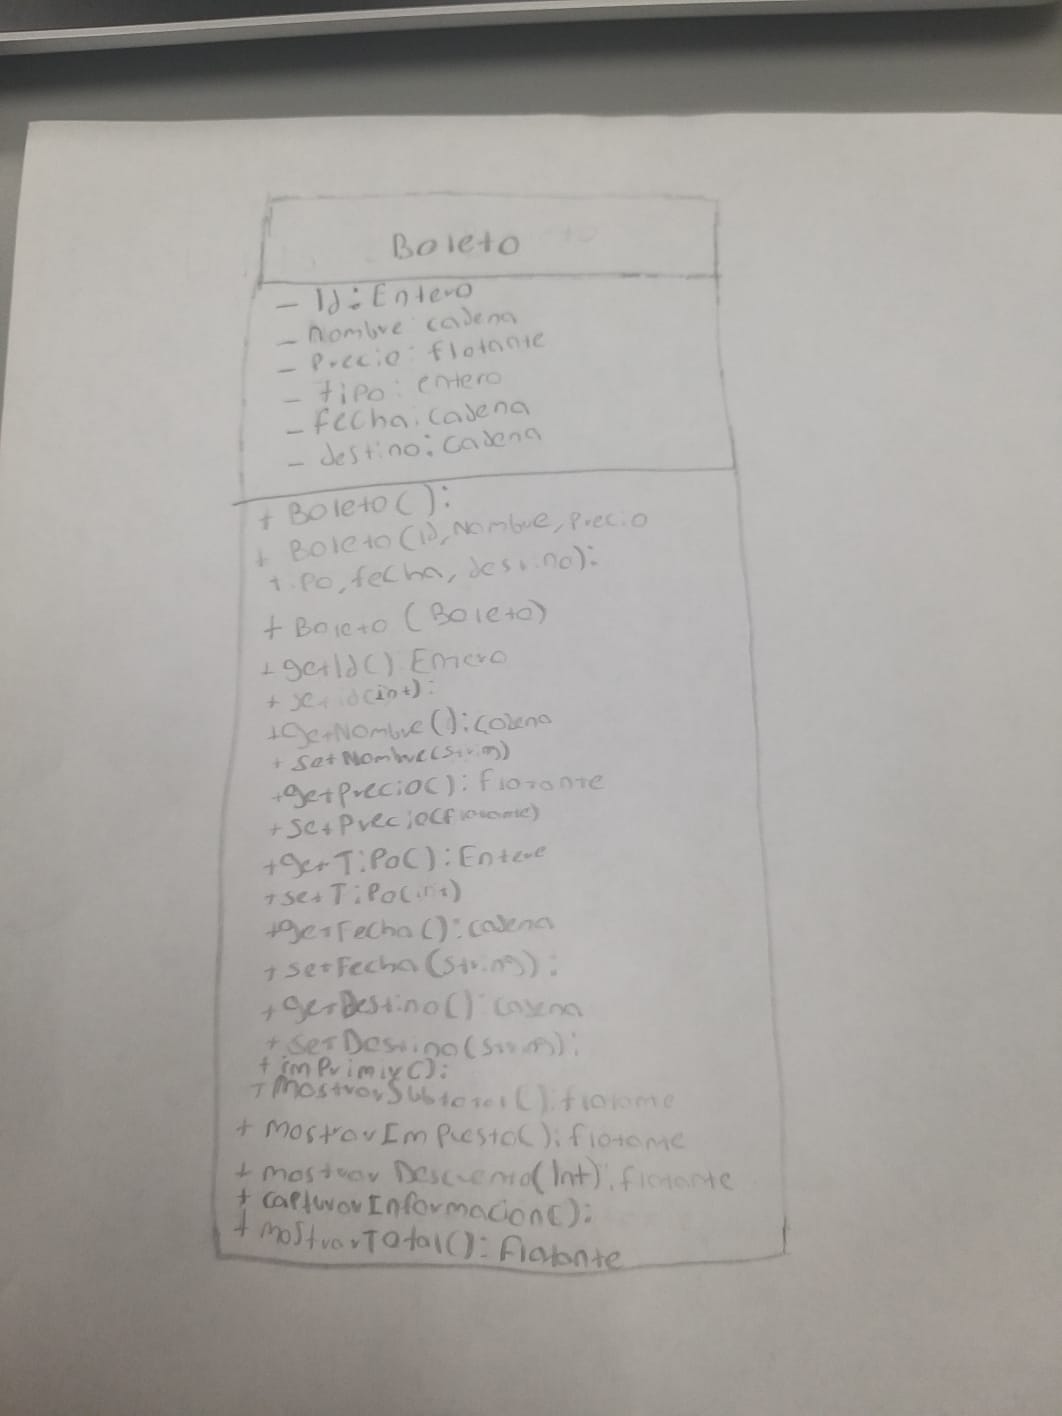 Boleto
- Id: Entero
- Nombre: cadena
- Precio: flotante
- tipo: entero
- fecha: cadena
- destino: cadena
+ Boleto():
+ Boleto(id, Nombre, Precio
tipo, fecha, destino):
+ Boleto (Boleto)
+ getId(): Entero
+ setid(int):
+ getNombre(): cadena
+ setNombre(string)
+ getPrecio(): flotante
+ setPrecio(flotante)
+ getTipo(): Entero
+ setTipo(int)
+ getFecha(): cadena
+ setFecha(string):
+ getDestino(): cadena
+ setDestino(string):
+ imprimir():
+ MostrarSubtotal(): flotante
+ mostrarImpuesto(): flotante
+ mostrar Descuento(Int): flotante
+ capturarInformacion():
+ mostrarTotal(): flotante